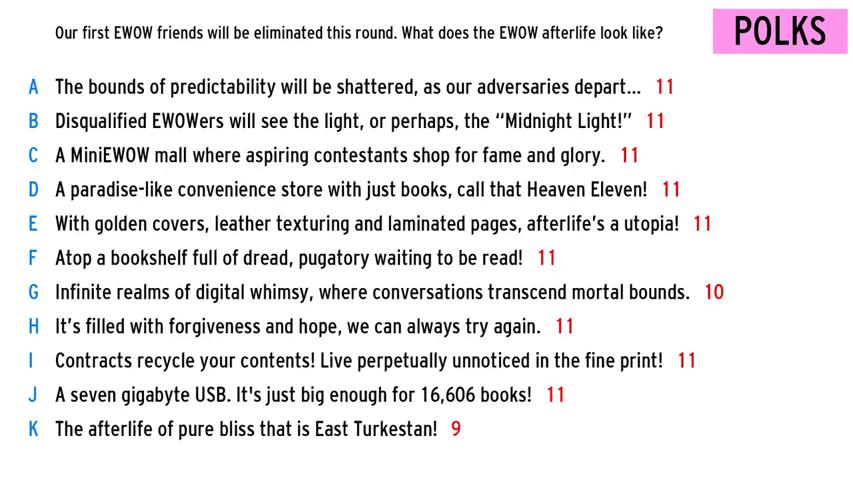 Our first EWOW friends will be eliminated this round. What does the EWOW afterlife look like?
POLKS
A The bounds of predictability will be shattered, as our adversaries depart... 11
B Disqualified EWOWers will see the light, or perhaps, the “Midnight Light!” 11
C A MiniEWOW mall where aspiring contestants shop for fame and glory. 11
D A paradise-like convenience store with just books, call that Heaven Eleven! 11
E With golden covers, leather texturing and laminated pages, afterlife’s a utopia! 11
F Atop a bookshelf full of dread, pugatory waiting to be read! 11
G Infinite realms of digital whimsy, where conversations transcend mortal bounds. 10
H It’s filled with forgiveness and hope, we can always try again. 11
I Contracts recycle your contents! Live perpetually unnoticed in the fine print! 11
J A seven gigabyte USB. It's just big enough for 16,606 books! 11
K The afterlife of pure bliss that is East Turkestan! 9